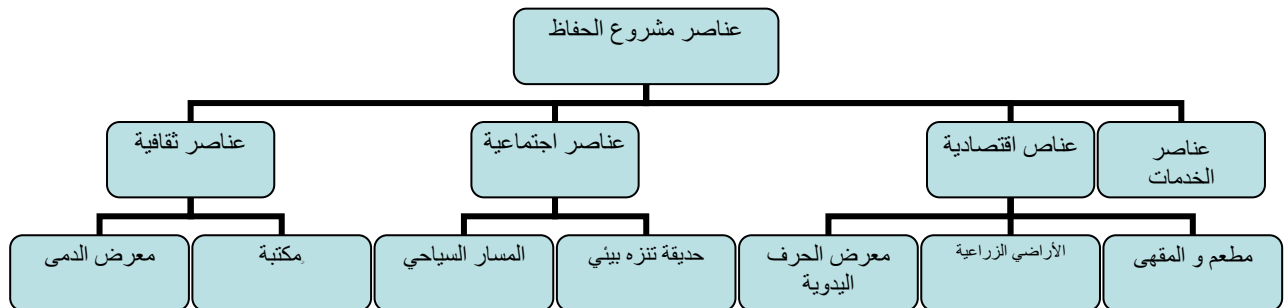 عناصر مشروع الحفاظ
عناصر
الخدمات
عناص اقتصادية
عناصر اجتماعية
عناصر ثقافية
مطعم و المقهى
الأراضي الزراعية
معرض الحرف
اليدوية
حديقة تنزه بيئي
المسار السياحي
مكتبة
معرض الدمى